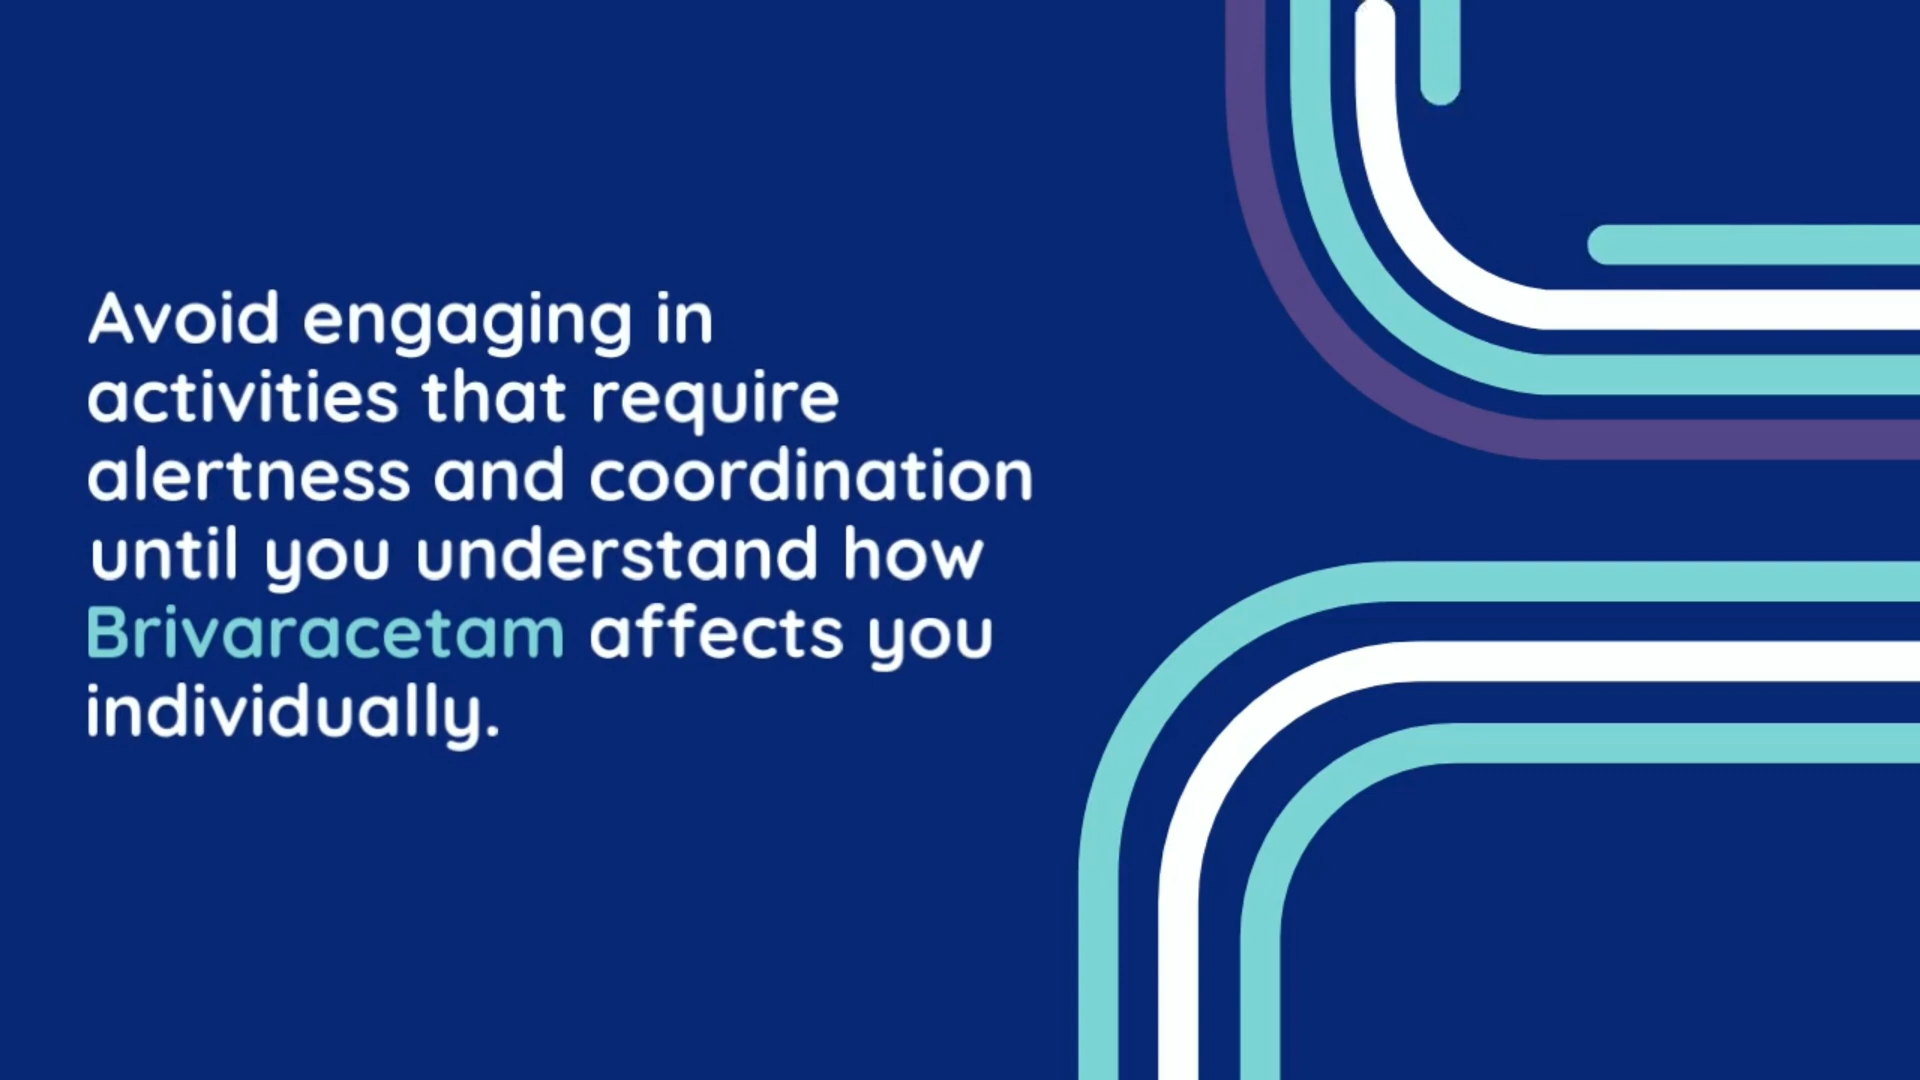 Avoid engaging in
activities that require
alertness and coordination
until you understand how
Brivaracetam affects you
individually.